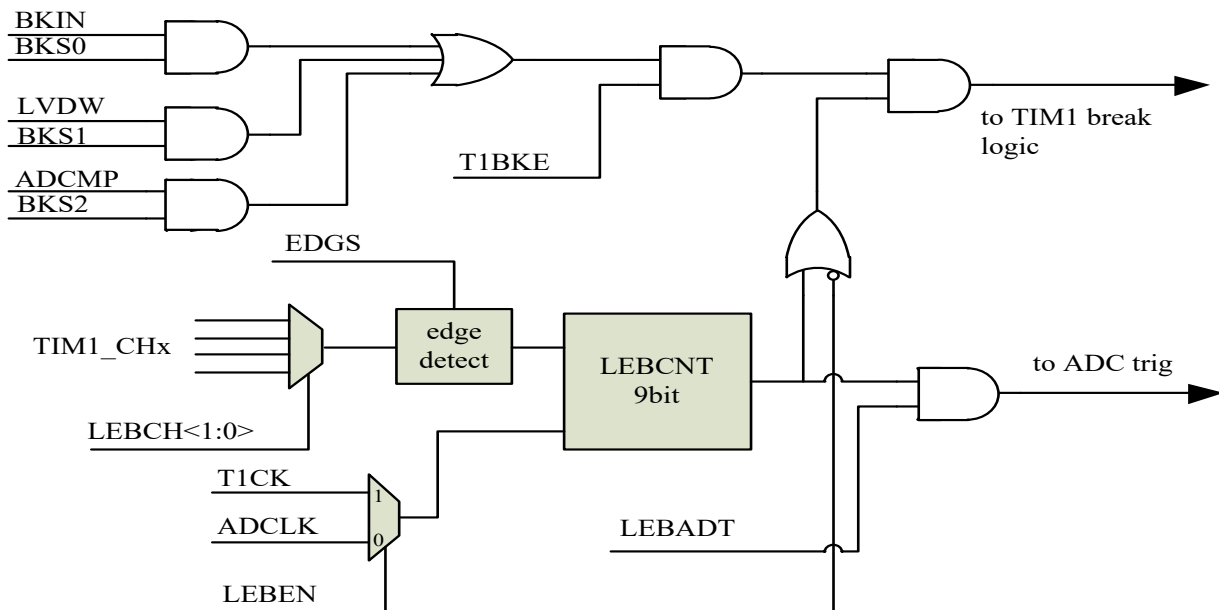 BKIN
BKS0
LVDW
BKS1
ADCMP
BKS2
T1BKE
to TIM1 break
logic
EDGS
TIM1_CHx
edge
detect
LEBCNT
9bit
to ADC trig
LEBCH<1:0>
T1CK
1
ADCLK
0
LEBADT
LEBEN